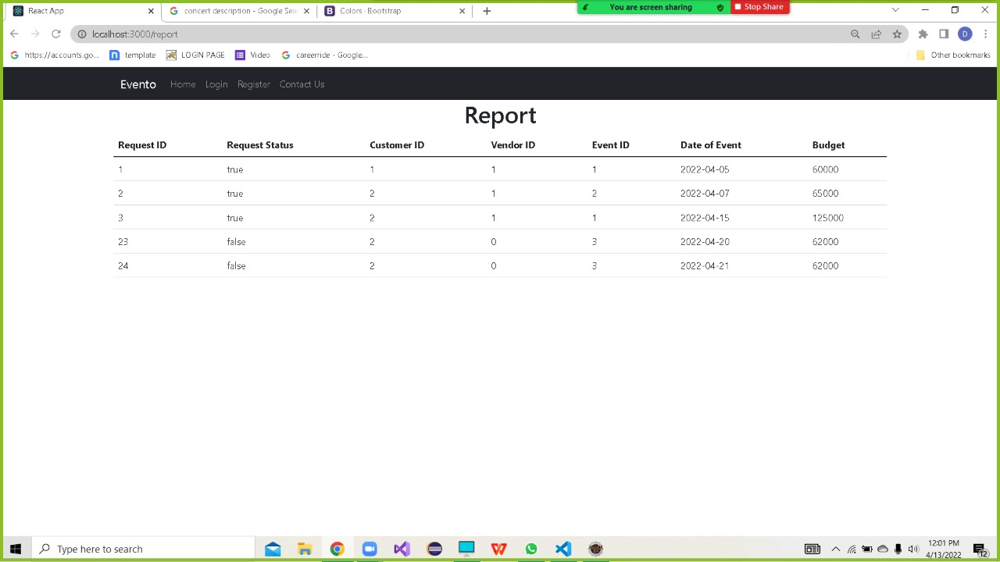 React App
concert description - Google Sea
Colors · Bootstrap
You are screen sharing
Stop Share
localhost:3000/report
D
https://accounts.go...
template
LOGIN PAGE
Video
careerride - Google...
Other bookmarks
Evento Home Login Register Contact Us
Report
Request ID Request Status Customer ID Vendor ID Event ID Date of Event Budget
1 true 1 1 1 2022-04-05 60000
2 true 2 1 2 2022-04-07 65000
3 true 2 1 1 2022-04-15 125000
23 false 2 0 3 2022-04-20 62000
24 false 2 0 3 2022-04-21 62000
Type here to search
12:01 PM
4/13/2022
12